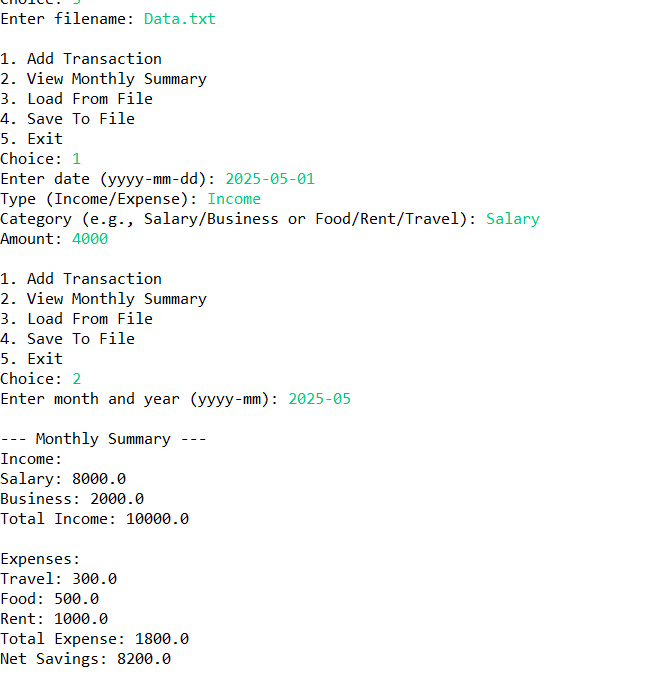 Enter filename: Data.txt
1. Add Transaction
2. View Monthly Summary
3. Load From File
4. Save To File
5. Exit
Choice: 1
Enter date (yyyy-mm-dd): 2025-05-01
Type (Income/Expense): Income
Category (e.g., Salary/Business or Food/Rent/Travel): Salary
Amount: 4000
1. Add Transaction
2. View Monthly Summary
3. Load From File
4. Save To File
5. Exit
Choice: 2
Enter month and year (yyyy-mm): 2025-05
--- Monthly Summary ---
Income:
Salary: 8000.0
Business: 2000.0
Total Income: 10000.0
Expenses:
Travel: 300.0
Food: 500.0
Rent: 1000.0
Total Expense: 1800.0
Net Savings: 8200.0